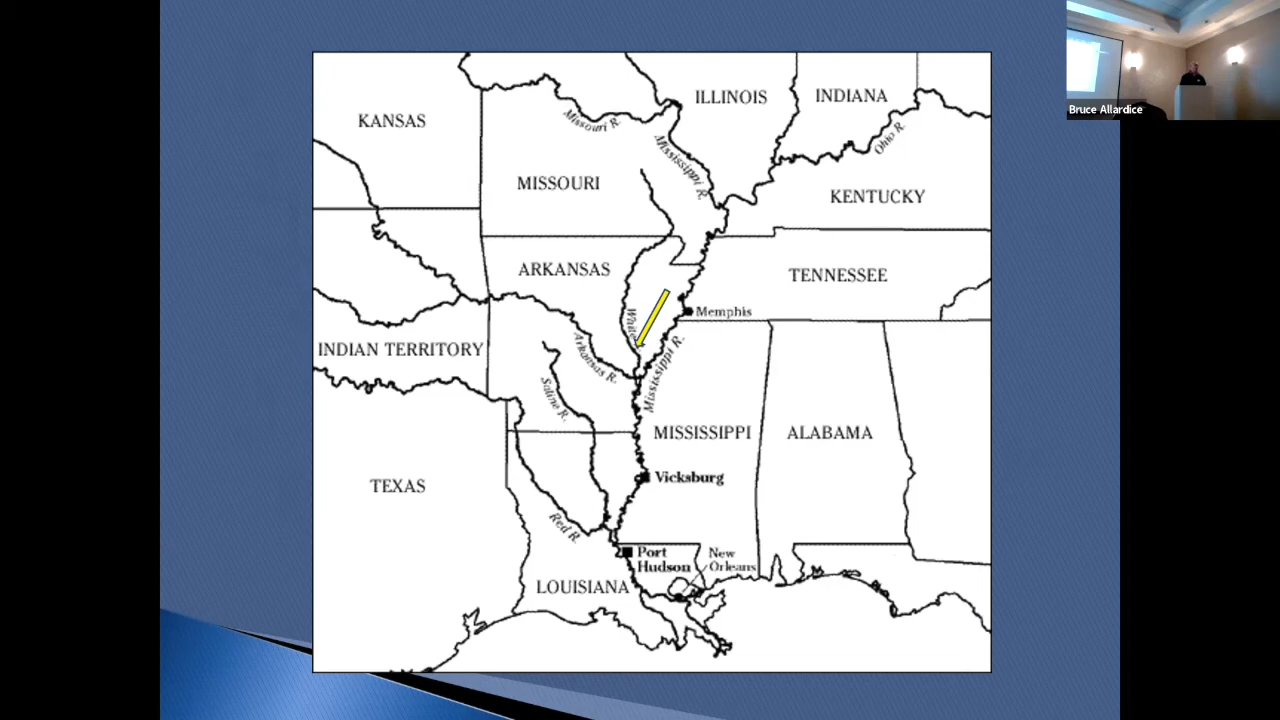 Bruce Allardice
ILLINOIS
INDIANA
KANSAS
Missouri R.
Ohio R.
Mississippi R.
MISSOURI
KENTUCKY
ARKANSAS
TENNESSEE
White
Memphis
INDIAN TERRITORY
Arkansas R.
Mississippi R.
Saline R.
MISSISSIPPI
ALABAMA
Vicksburg
TEXAS
Red R.
Port
Hudson
New
Orleans
LOUISIANA